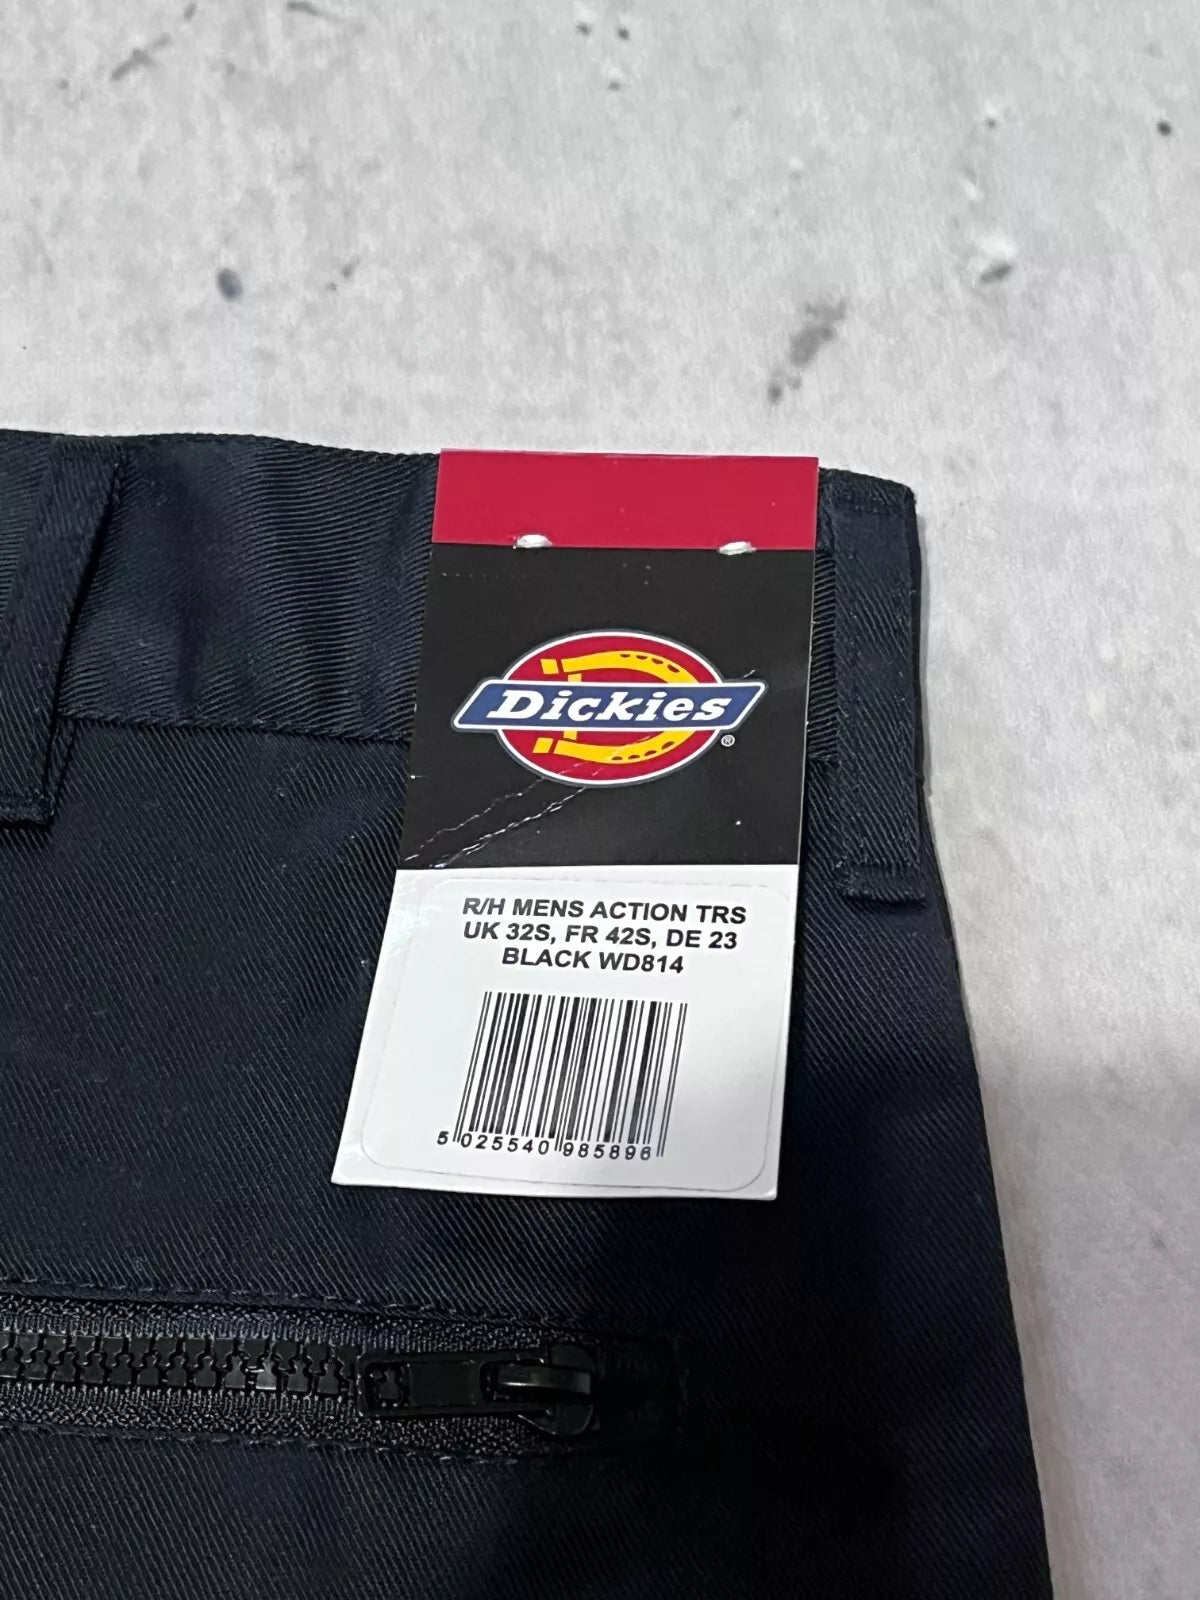 Dickies
®
R/H MENS ACTION TRS
UK 32S, FR 42S, DE 23
BLACK WD814
5 025540 985896